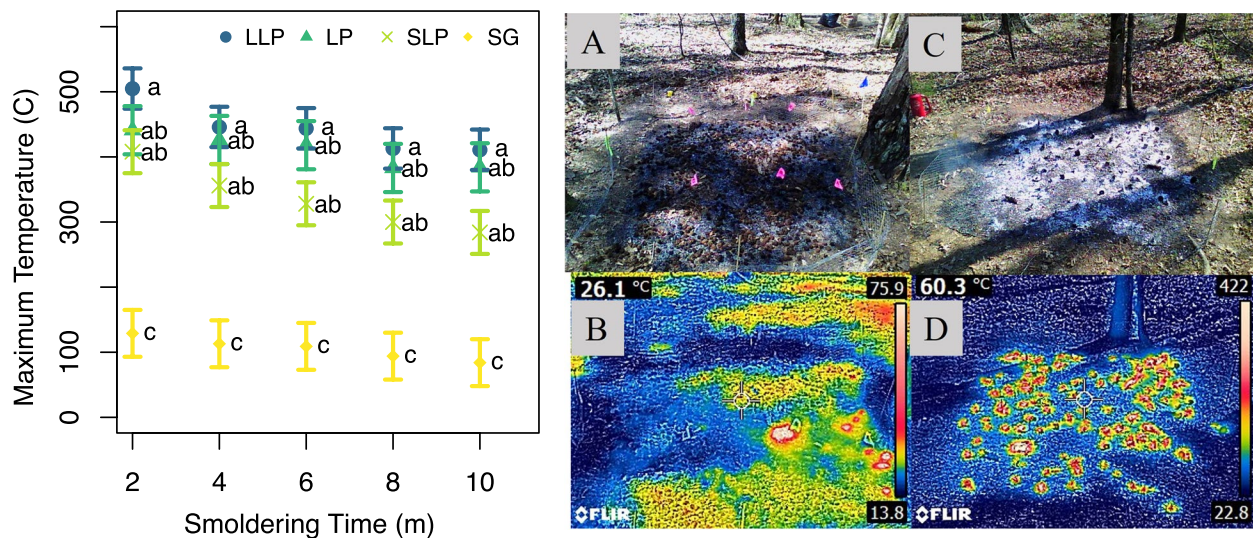 LLP LP SLP SG
Maximum Temperature (C)
500
300
100
0
a
ab
ab
a
ab
ab
a
ab
ab
a
ab
ab
a
ab
ab
c
c
c
c
c
2 4 6 8 10
Smoldering Time (m)
A
C
26.1 °C
75.9
B
13.8
FLIR
60.3 °C
422
D
22.8
FLIR